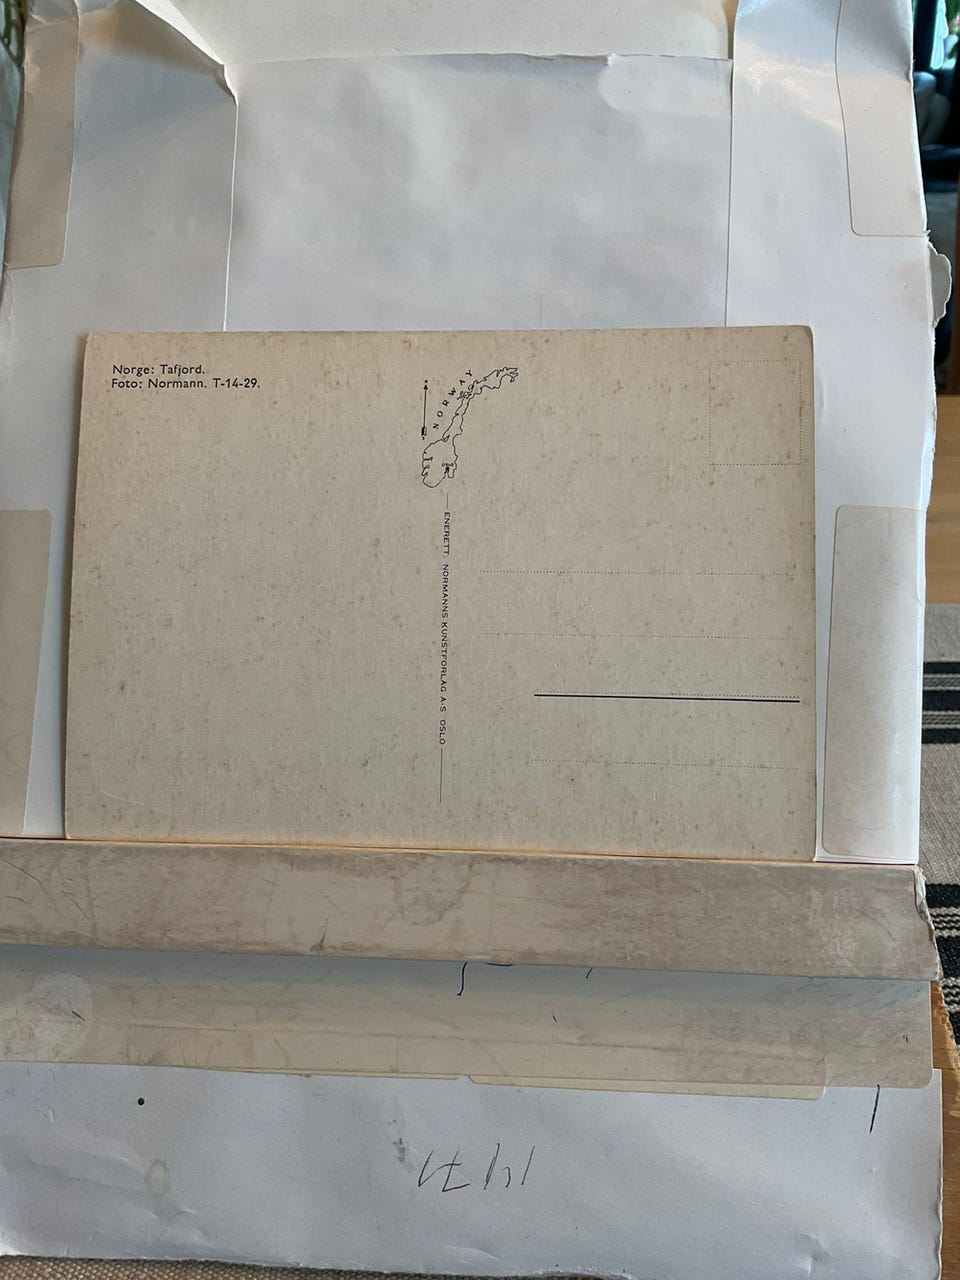 Norge: Tafjord.
Foto: Normann. T-14-29.
NORWAY
ENERETT: NORMANNS KUNSTFORLAG A-S OSLO